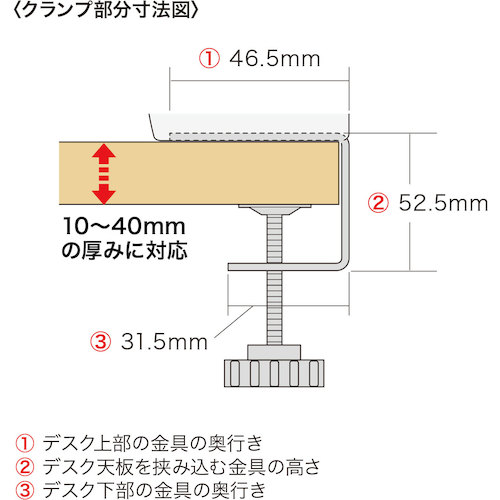 〈クランプ部分寸法図〉
① 46.5mm
② 52.5mm
10〜40mm
の厚みに対応
③ 31.5mm
① デスク上部の金具の奥行き
② デスク天板を挟み込む金具の高さ
③ デスク下部の金具の奥行き